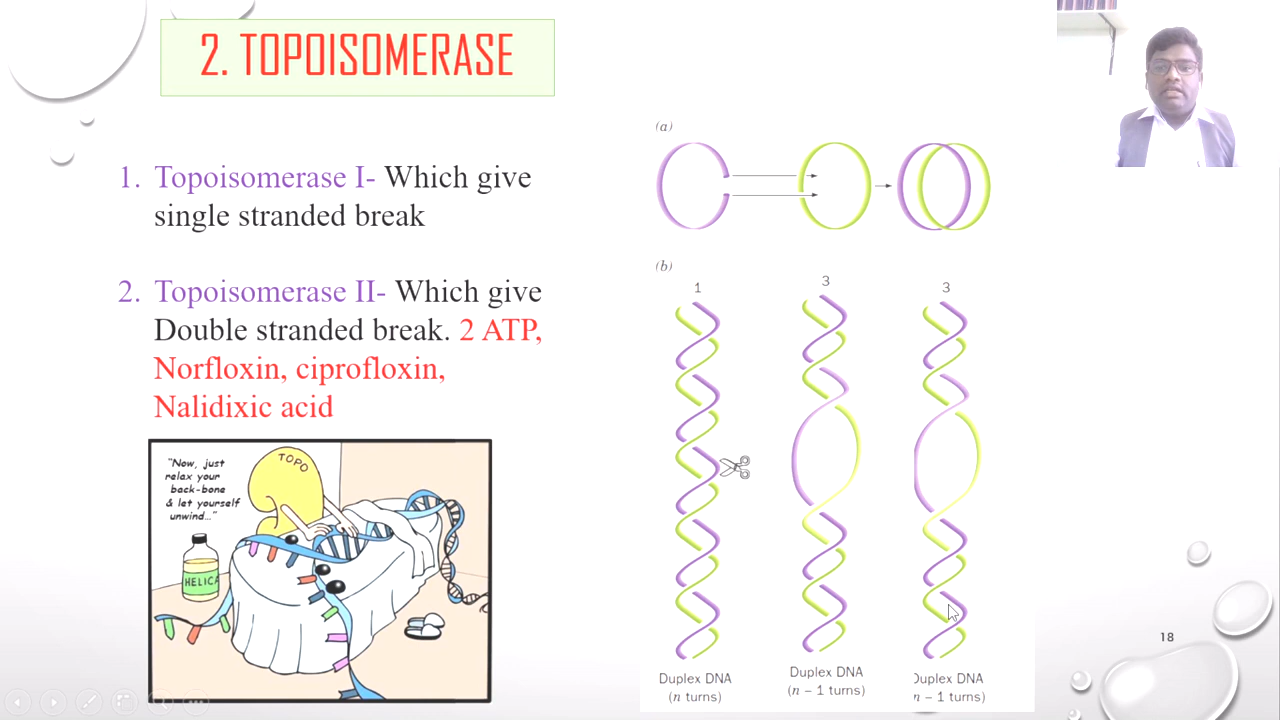 2. TOPOISOMERASE
1. Topoisomerase I- Which give
single stranded break
2. Topoisomerase II- Which give
Double stranded break. 2 ATP,
Norfloxin, ciprofloxin,
Nalidixic acid
"Now, just
relax your
back-bone
& let yourself
unwind..."
TOPO
HELICA
(a)
(b)
1
3
3
Duplex DNA
(n turns)
Duplex DNA
(n − 1 turns)
Duplex DNA
n − 1 turns)
18